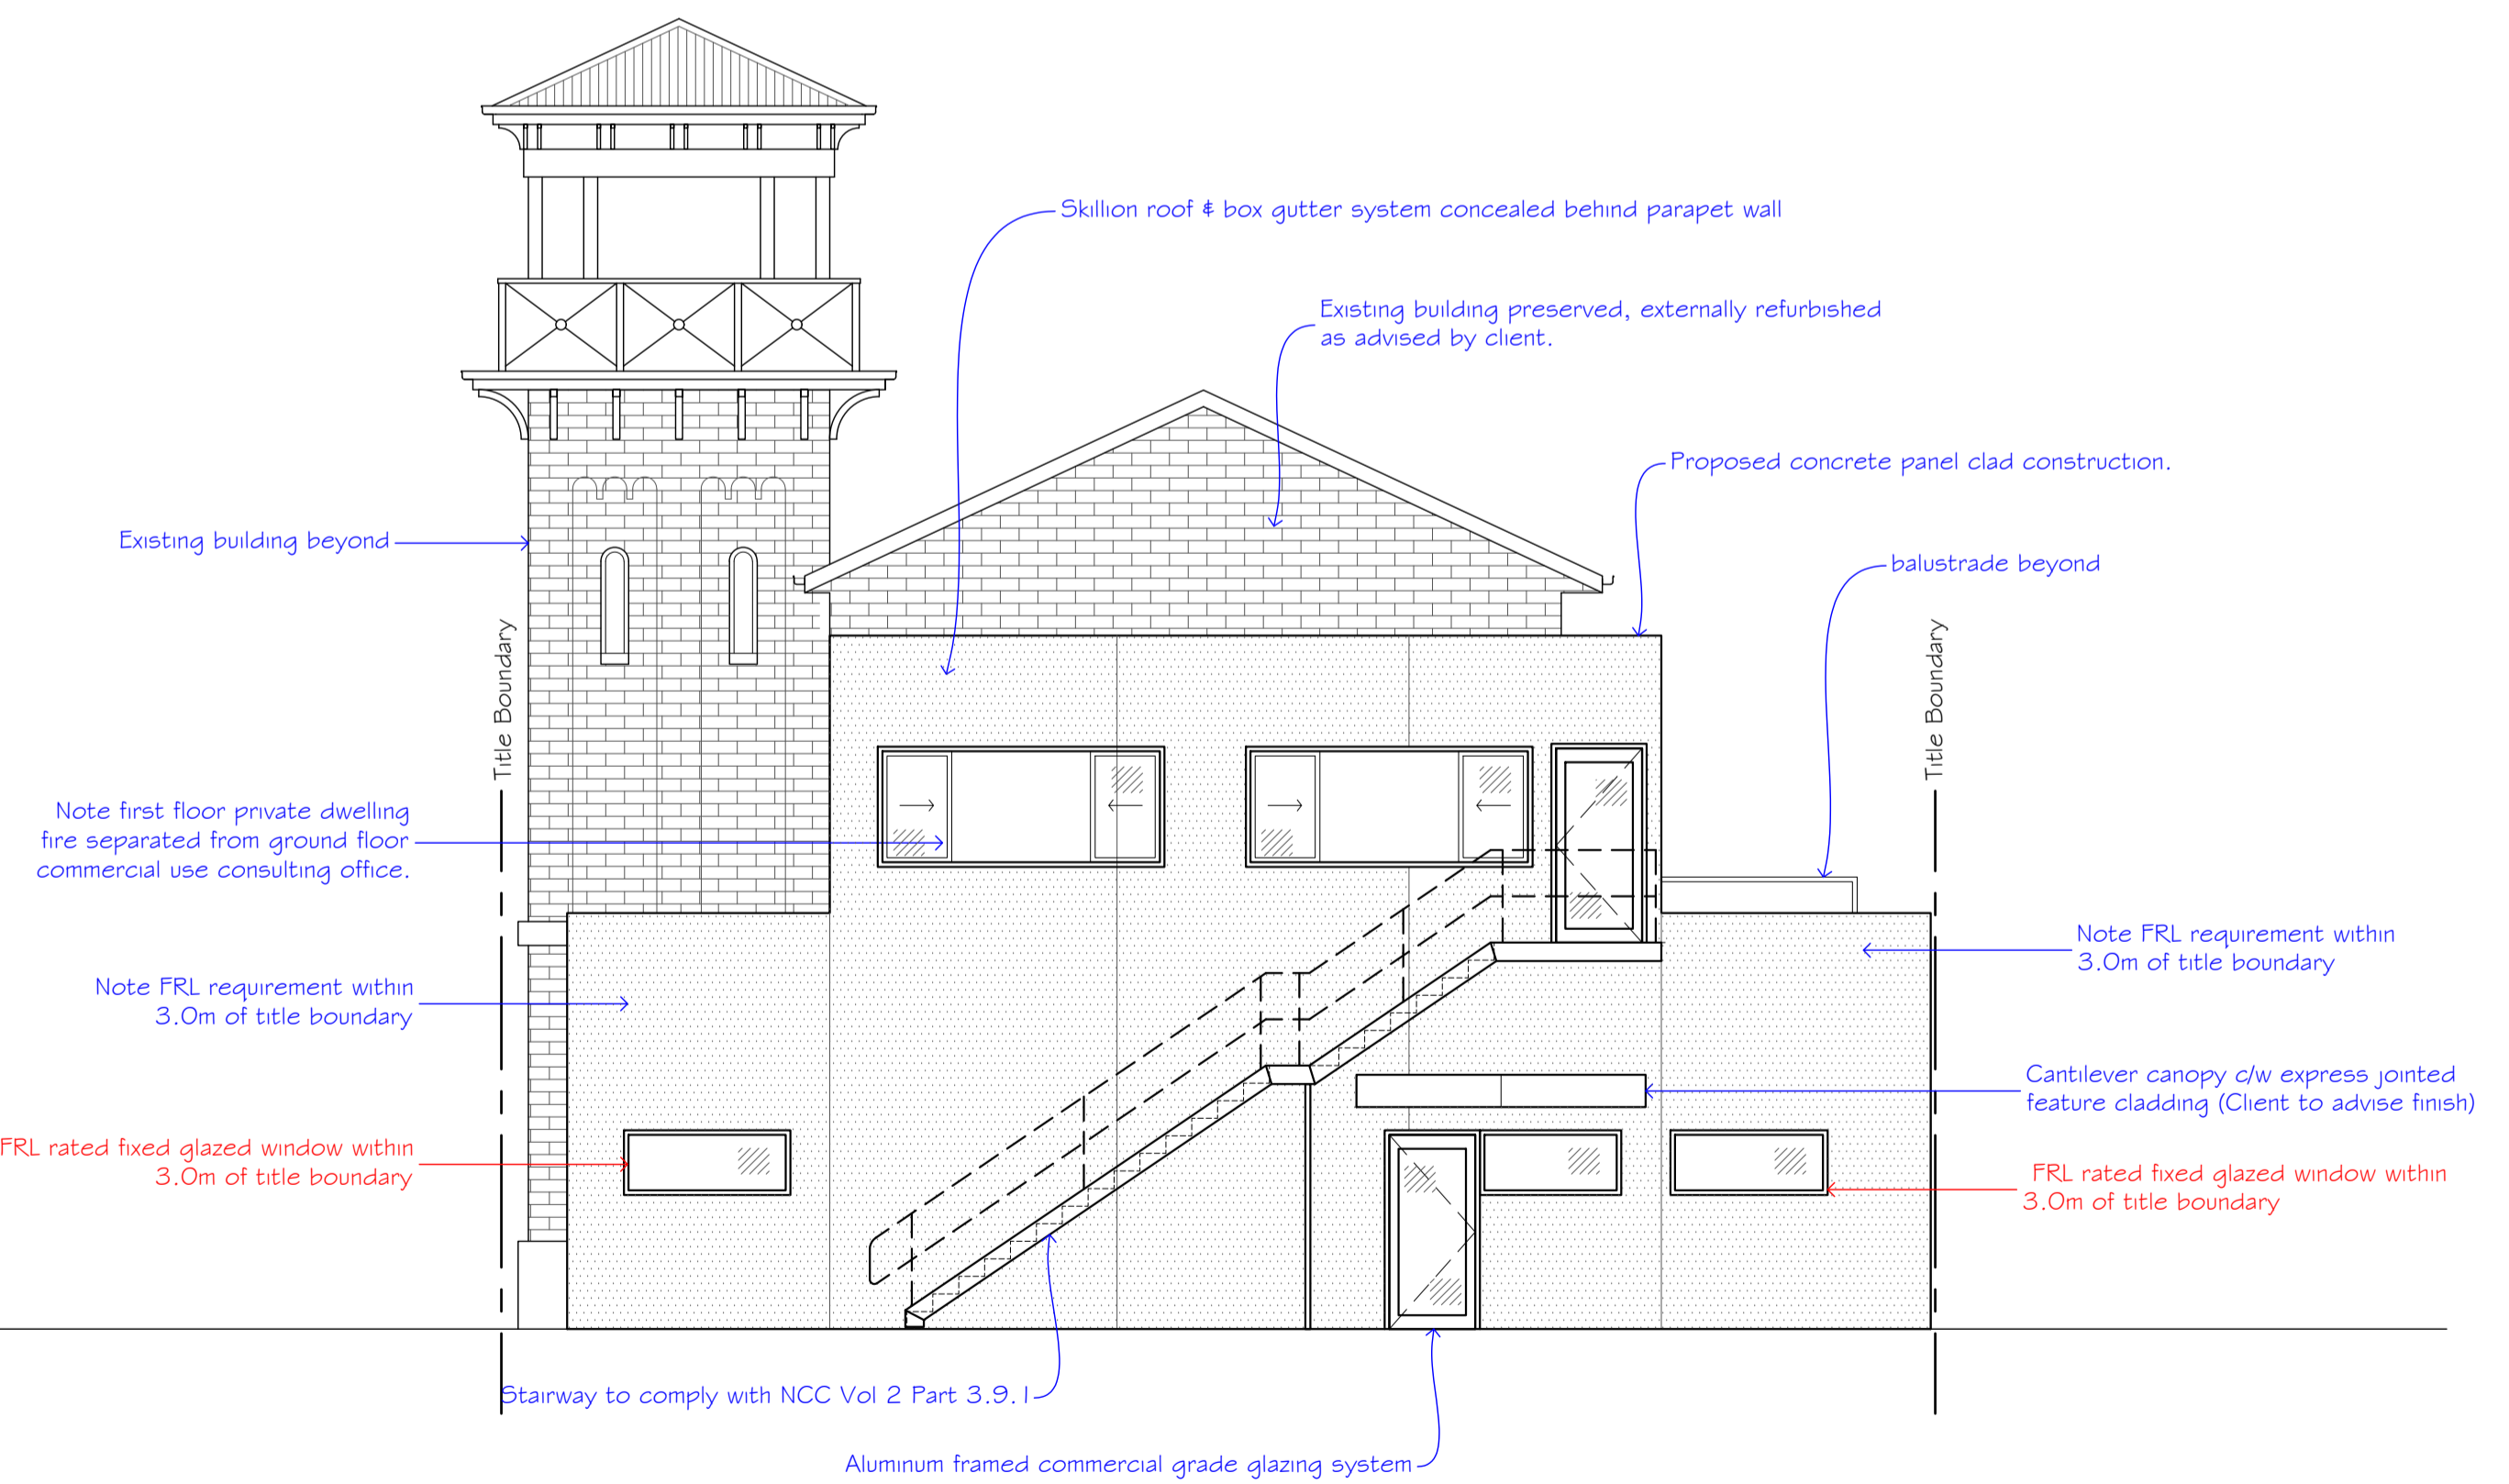 Skillion roof & box gutter system concealed behind parapet wall
Existing building preserved, externally refurbished
as advised by client.
Proposed concrete panel clad construction.
Existing building beyond
balustrade beyond
Title Boundary
Title Boundary
Note first floor private dwelling
fire separated from ground floor
commercial use consulting office.
Note FRL requirement within
3.0m of title boundary
Note FRL requirement within
3.0m of title boundary
Cantilever canopy c/w express jointed
feature cladding (Client to advise finish)
FRL rated fixed glazed window within
3.0m of title boundary
FRL rated fixed glazed window within
3.0m of title boundary
Stairway to comply with NCC Vol 2 Part 3.9.1
Aluminum framed commercial grade glazing system